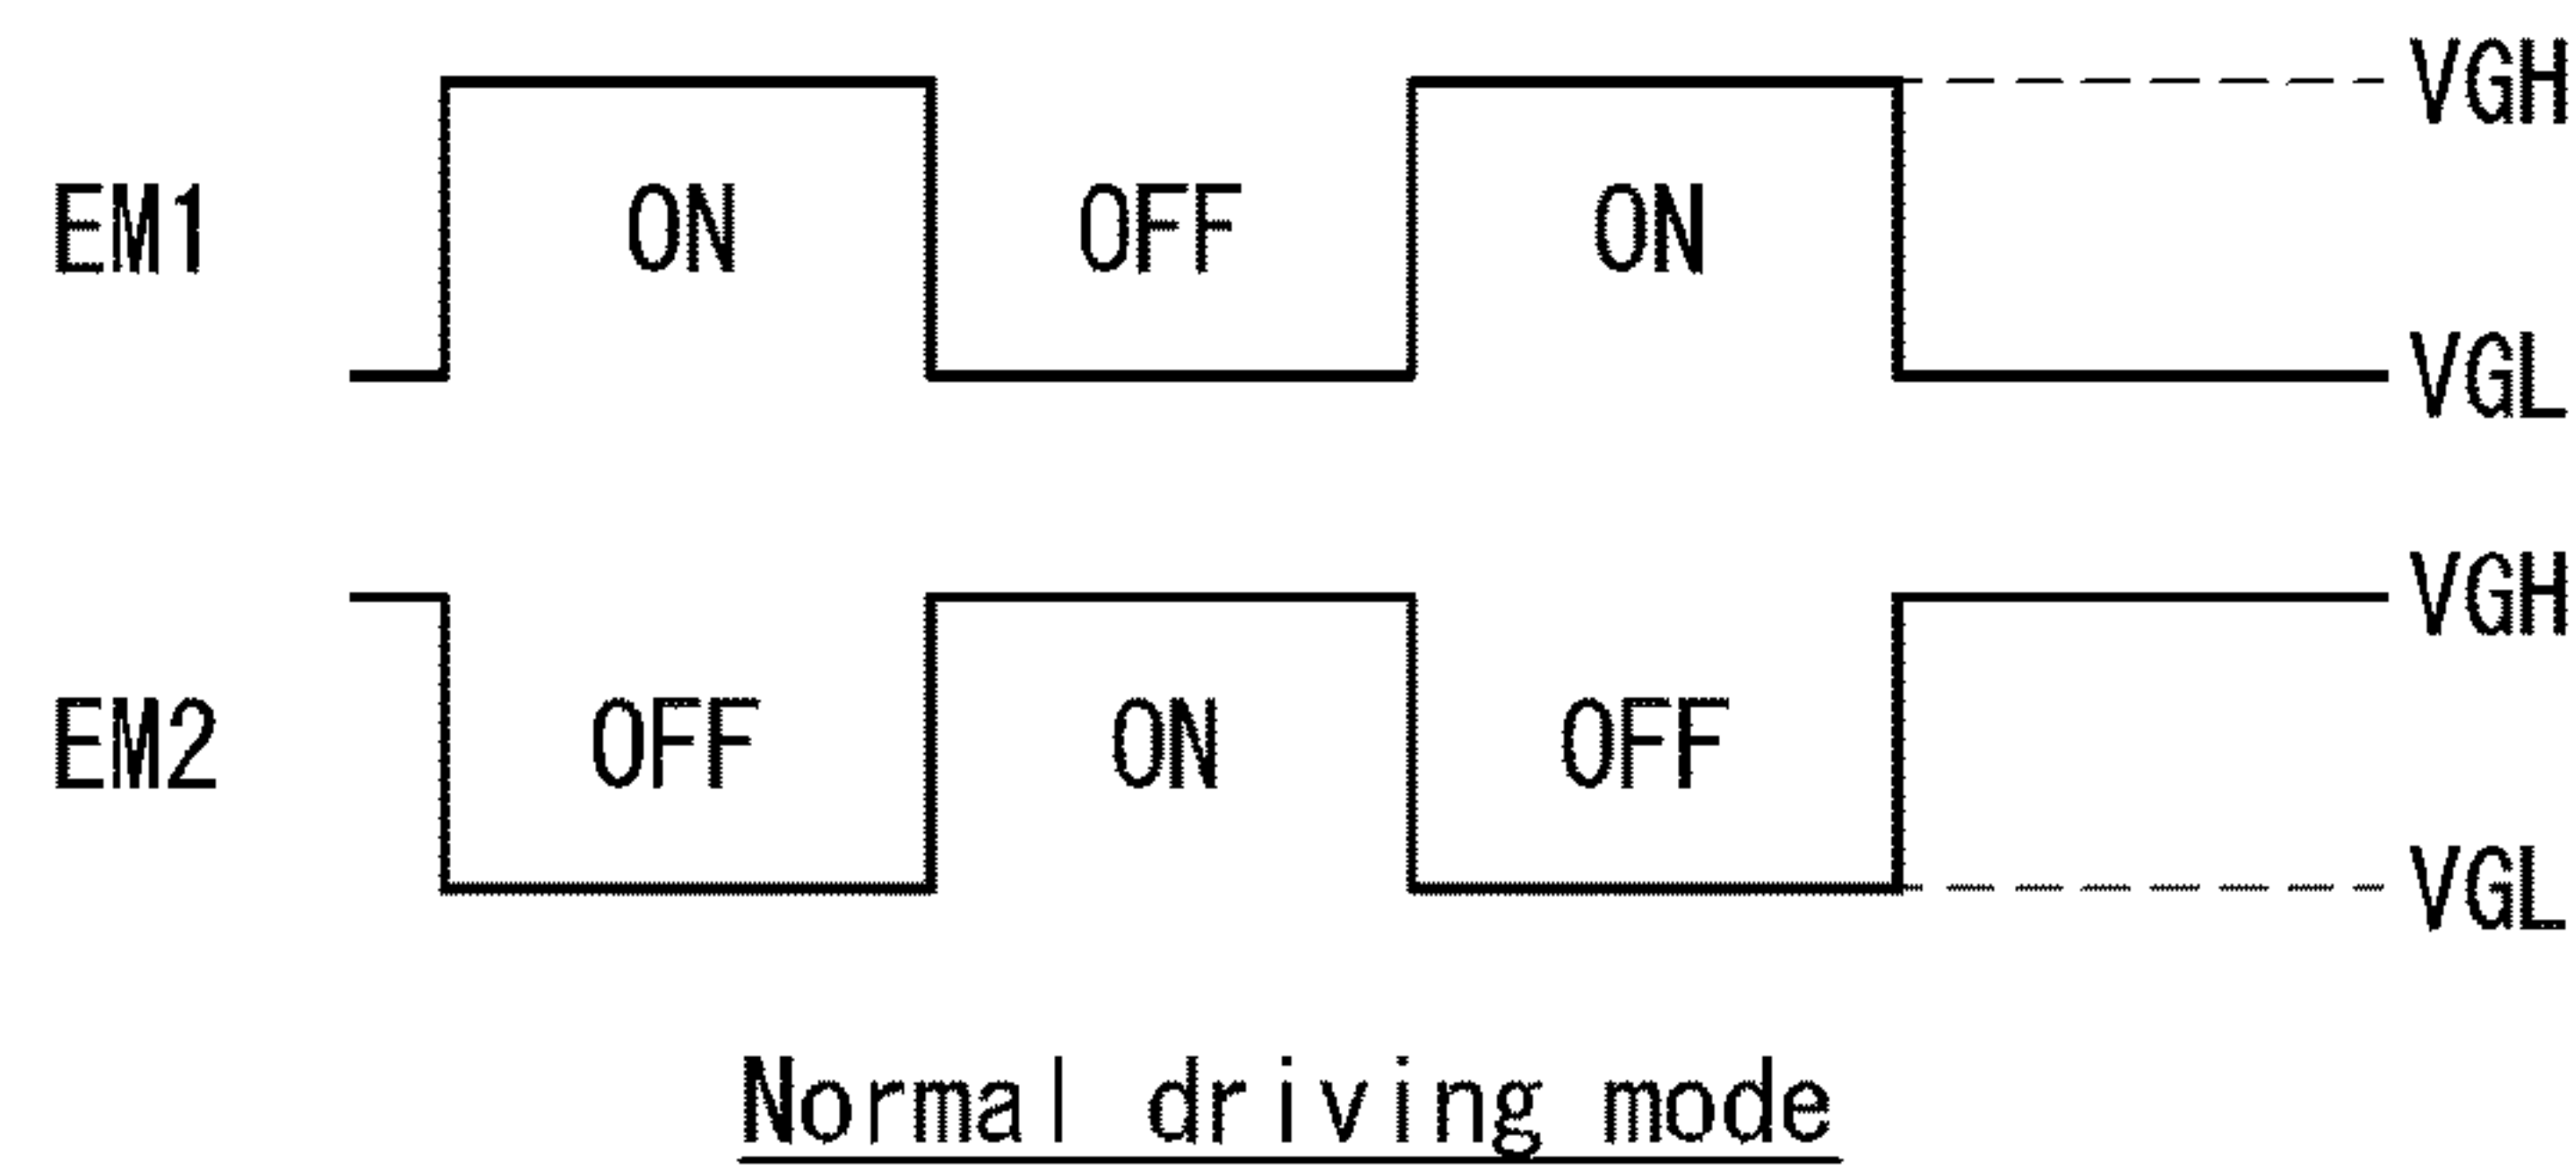 VGH
EM1 ON OFF ON
VGL
VGH
EM2 OFF ON OFF
VGL
Normal driving mode